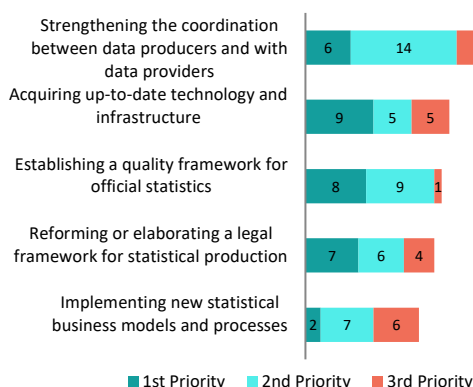 Strengthening the coordination
between data producers and with
data providers
6 14
Acquiring up-to-date technology and
infrastructure
9 5 5
Establishing a quality framework for
official statistics
8 9 1
Reforming or elaborating a legal
framework for statistical production
7 6 4
Implementing new statistical
business models and processes
2 7 6
1st Priority 2nd Priority 3rd Priority